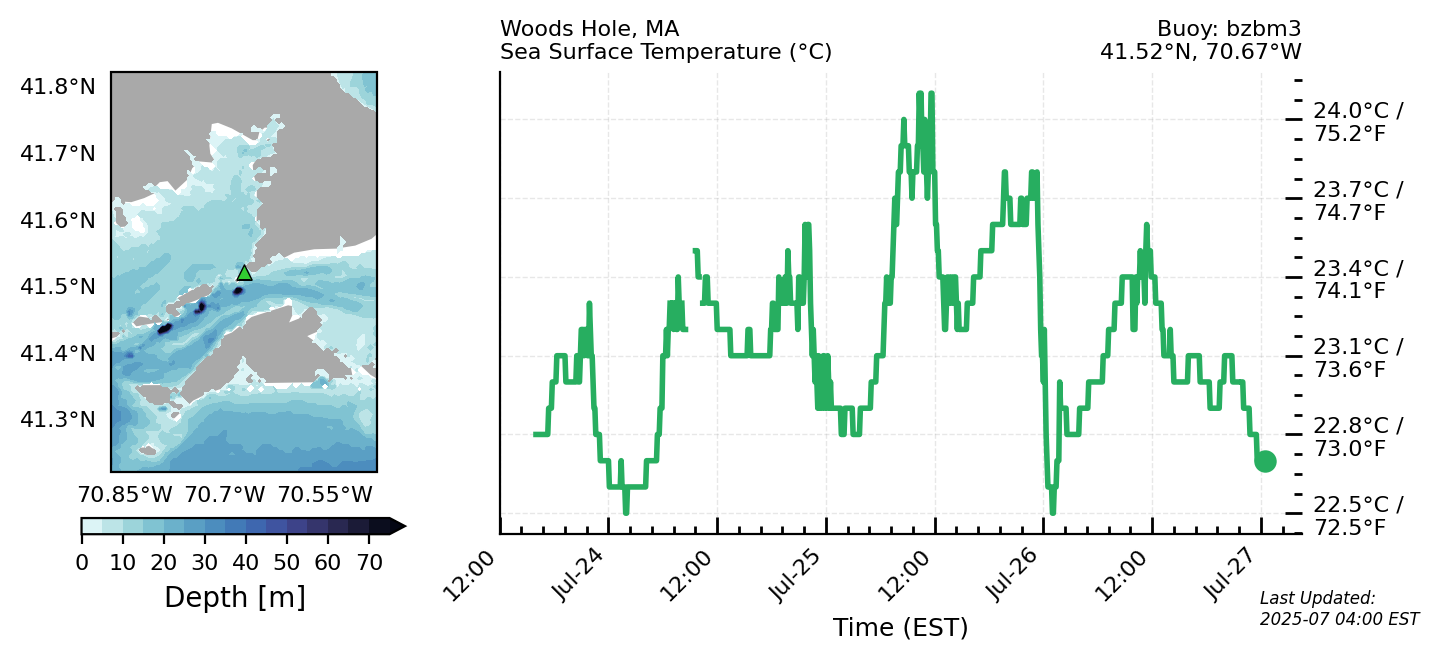 Woods Hole, MA
Sea Surface Temperature (°C)
Buoy: bzbm3
41.52°N, 70.67°W
41.8°N
41.7°N
41.6°N
41.5°N
41.4°N
41.3°N
70.85°W 70.7°W 70.55°W
0 10 20 30 40 50 60 70
Depth [m]
24.0°C /
75.2°F
23.7°C /
74.7°F
23.4°C /
74.1°F
23.1°C /
73.6°F
22.8°C /
73.0°F
22.5°C /
72.5°F
12:00 Jul-24 12:00 Jul-25 12:00 Jul-26 12:00 Jul-27
Time (EST)
Last Updated:
2025-07 04:00 EST